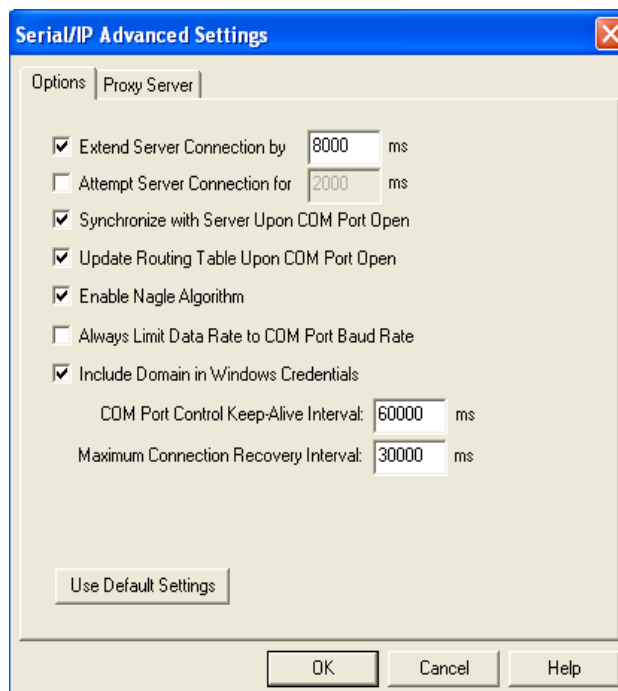 Serial/IP Advanced Settings
Options Proxy Server
Extend Server Connection by 8000 ms
Attempt Server Connection for 2000 ms
Synchronize with Server Upon COM Port Open
Update Routing Table Upon COM Port Open
Enable Nagle Algorithm
Always Limit Data Rate to COM Port Baud Rate
Include Domain in Windows Credentials
COM Port Control Keep-Alive Interval: 60000 ms
Maximum Connection Recovery Interval: 30000 ms
Use Default Settings
OK Cancel Help